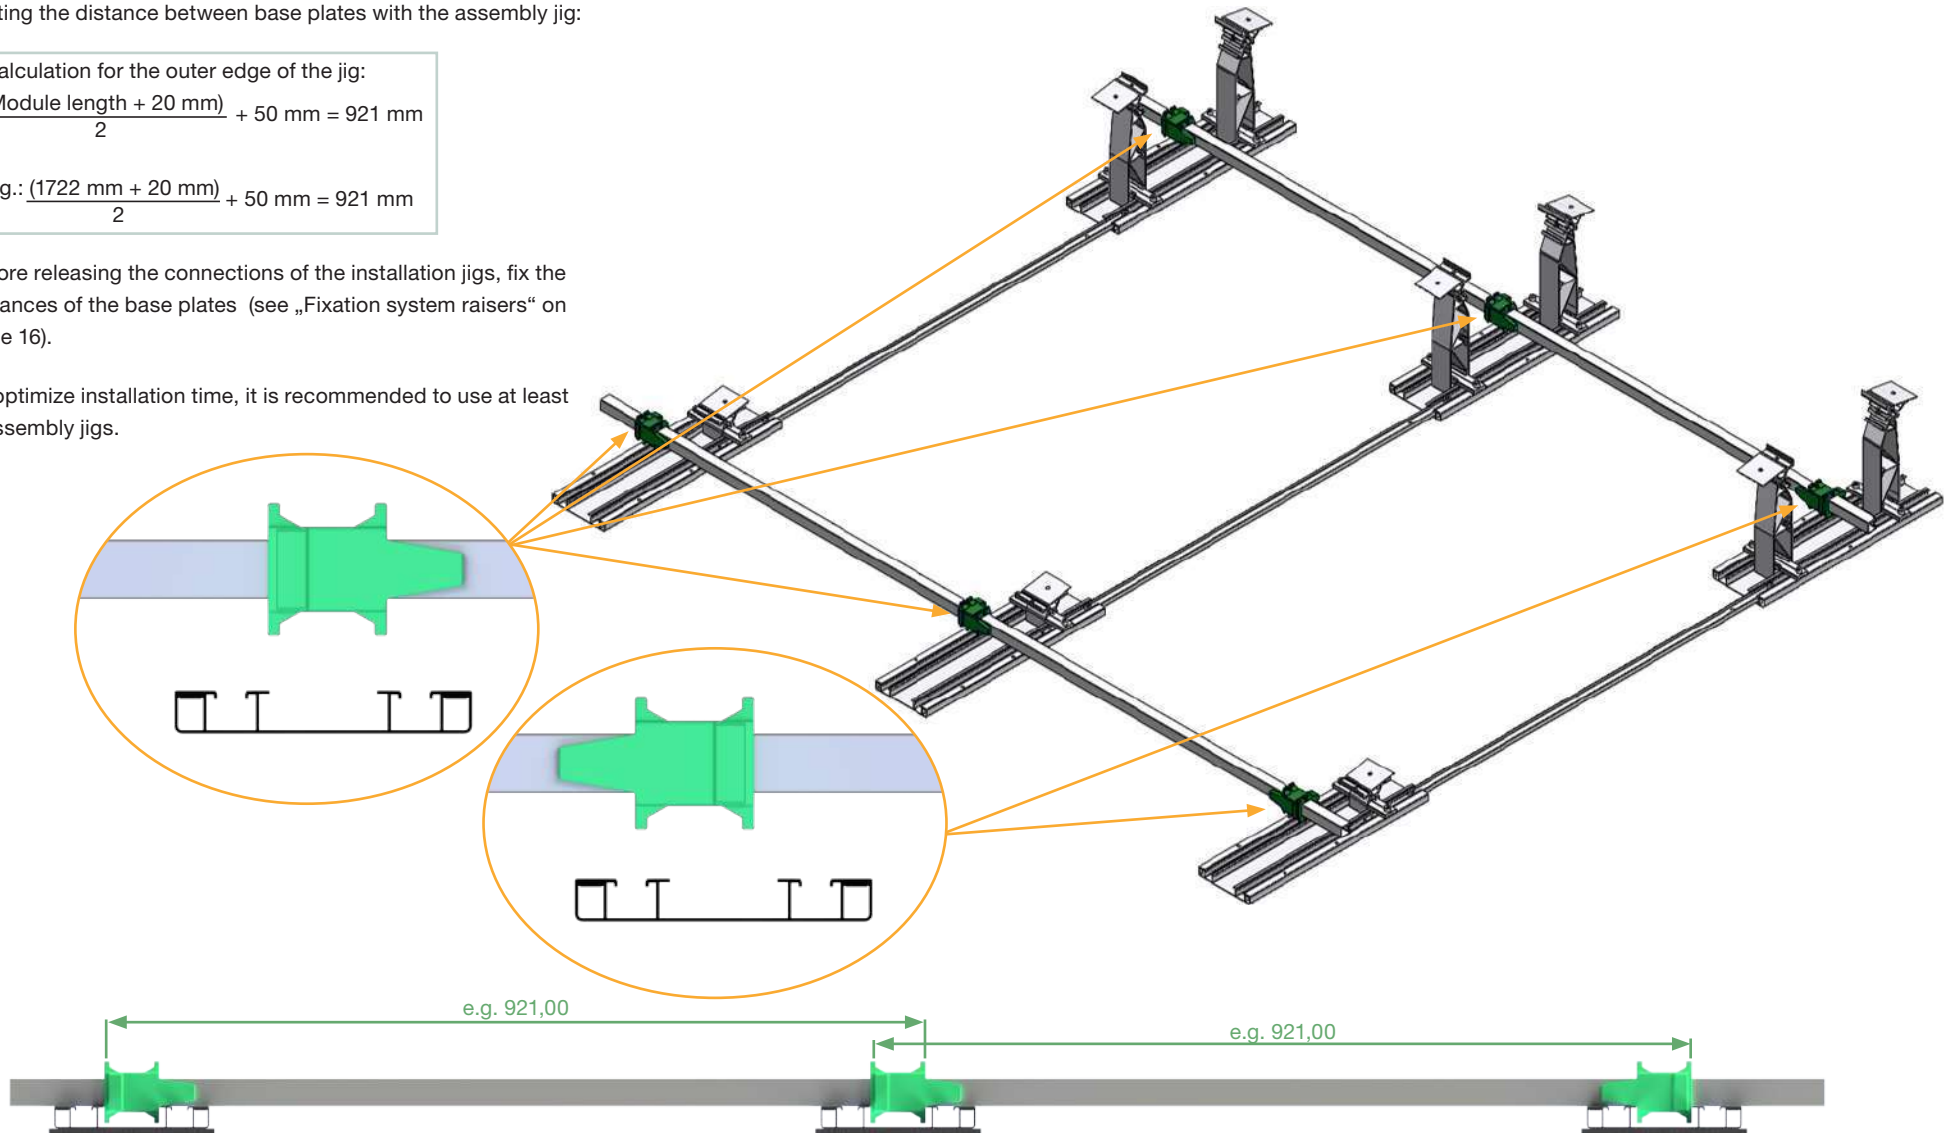 ting the distance between base plates with the assembly jig:
alculation for the outer edge of the jig:
Module length + 20 mm)
2
+ 50 mm = 921 mm
g.: (1722 mm + 20 mm)
2
+ 50 mm = 921 mm
ore releasing the connections of the installation jigs, fix the
ances of the base plates (see „Fixation system raisers“ on
e 16).
optimize installation time, it is recommended to use at least
ssembly jigs.
e.g. 921,00
e.g. 921,00